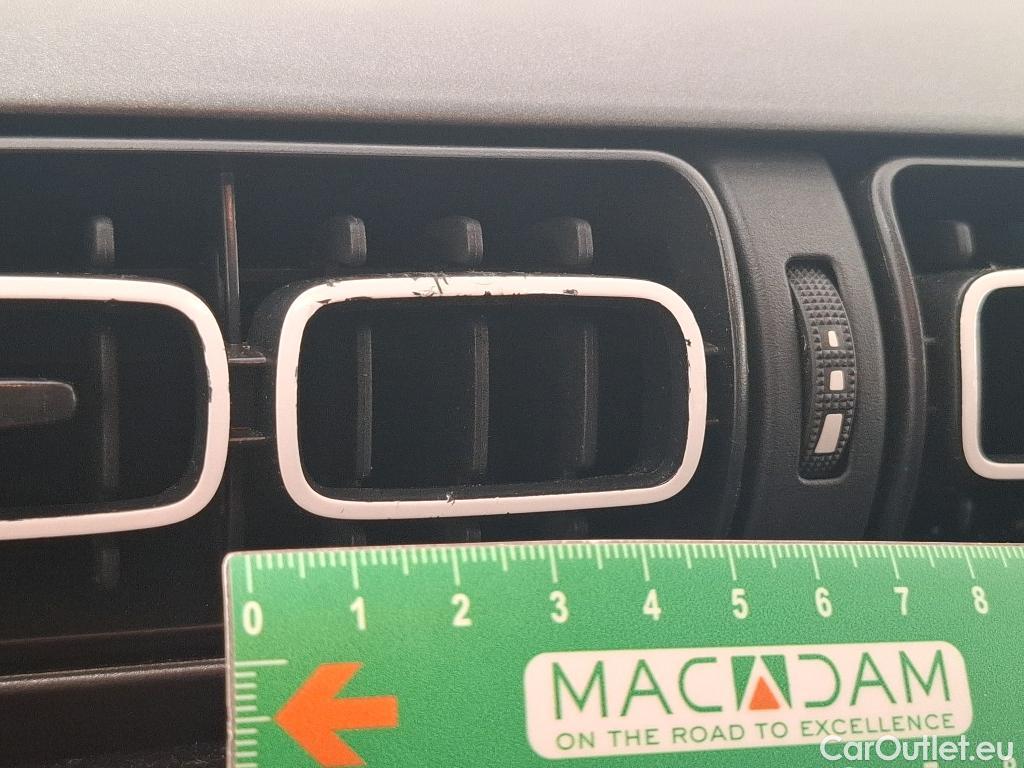 0 1 2 3 4 5 6 7 8
MACADAM
ON THE ROAD TO EXCELLENCE
CarOutlet.eu